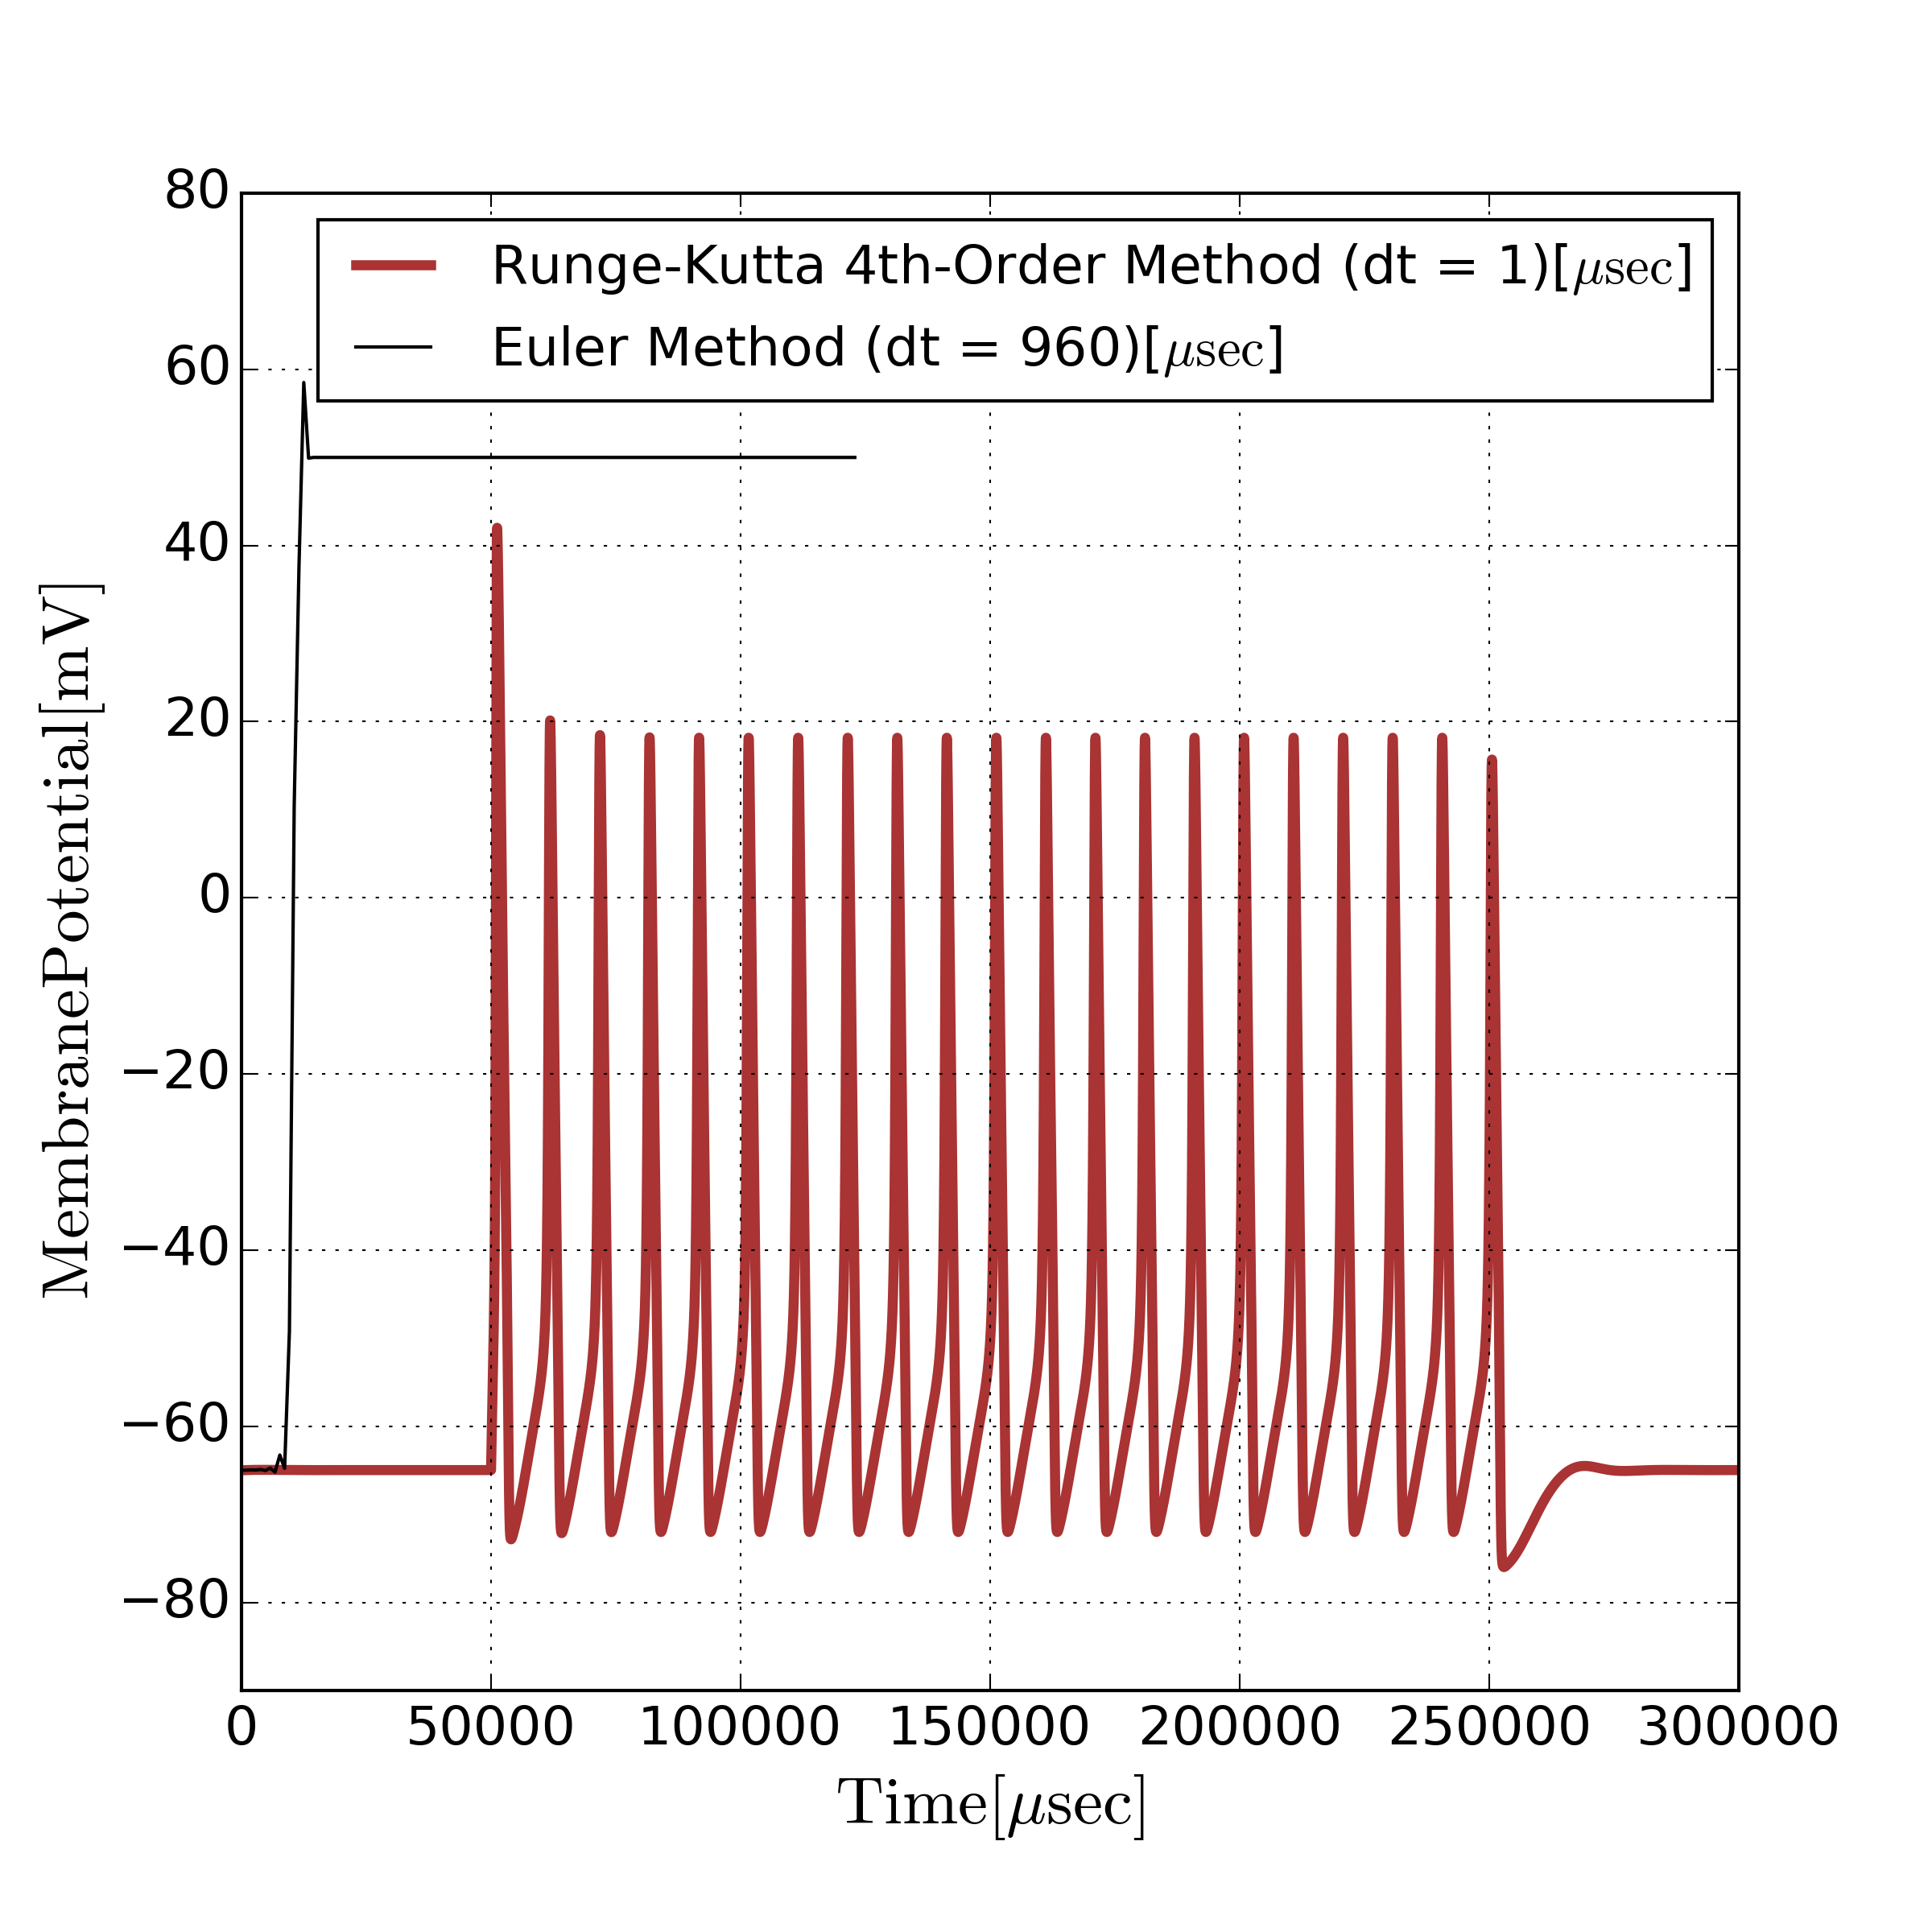 Runge-Kutta 4th-Order Method (dt = 1)[μsec]
Euler Method (dt = 960)[μsec]
80
60
40
20
0
−20
−40
−60
−80
MembranePotential[mV]
0 50000 100000 150000 200000 250000 300000
Time[μsec]